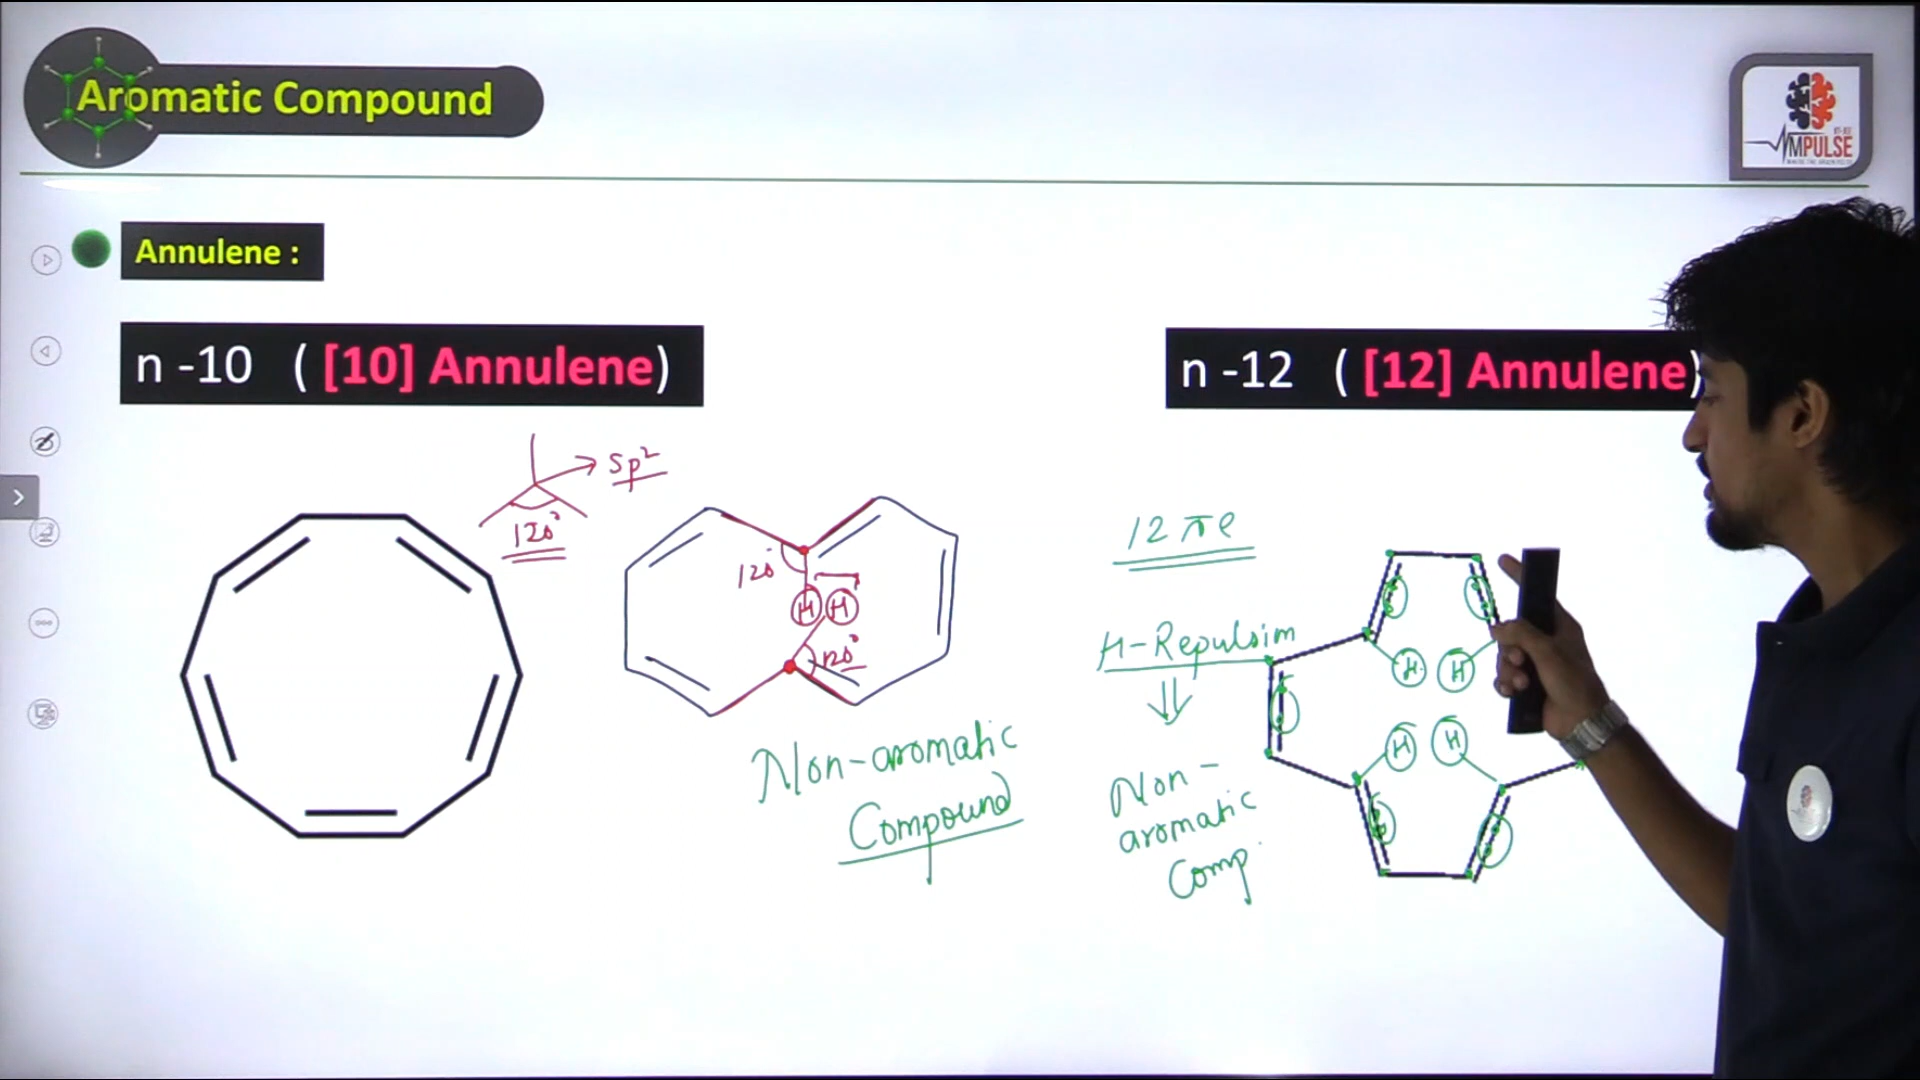 Aromatic Compound
MPULSE
Annulene :
n -10 ( [10] Annulene)
n -12 ( [12] Annulene)
sp²
120°
120°
H H
120°
Non-aromatic
Compound
12 πe
H-Repulsim
Non-
aromatic
Comp
H H
H H